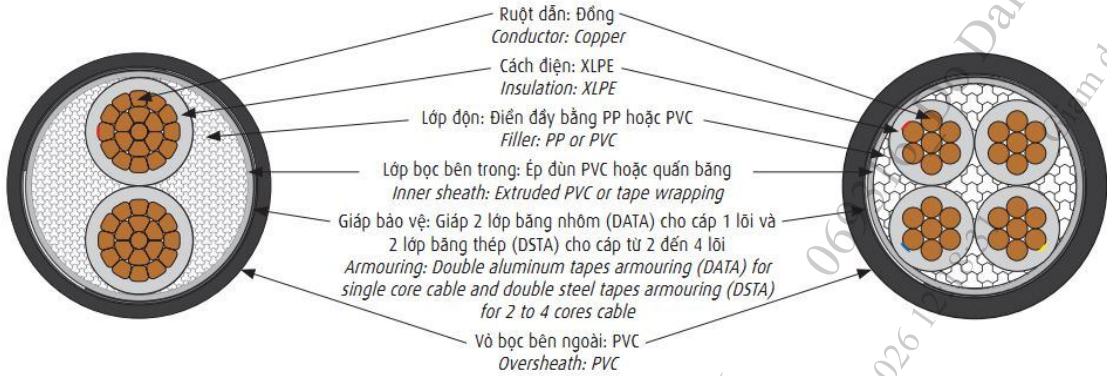 Ruột dẫn: Đồng
Conductor: Copper
Cách điện: XLPE
Insulation: XLPE
Lớp độn: Điền đầy bằng PP hoặc PVC
Filler: PP or PVC
Lớp bọc bên trong: Ép đùn PVC hoặc quấn băng
Inner sheath: Extruded PVC or tape wrapping
Giáp bảo vệ: Giáp 2 lớp băng nhôm (DATA) cho cáp 1 lõi và
2 lớp băng thép (DSTA) cho cáp từ 2 đến 4 lõi
Armouring: Double aluminum tapes armouring (DATA) for
single core cable and double steel tapes armouring (DSTA)
for 2 to 4 cores cable
Vỏ bọc bên ngoài: PVC
Oversheath: PVC